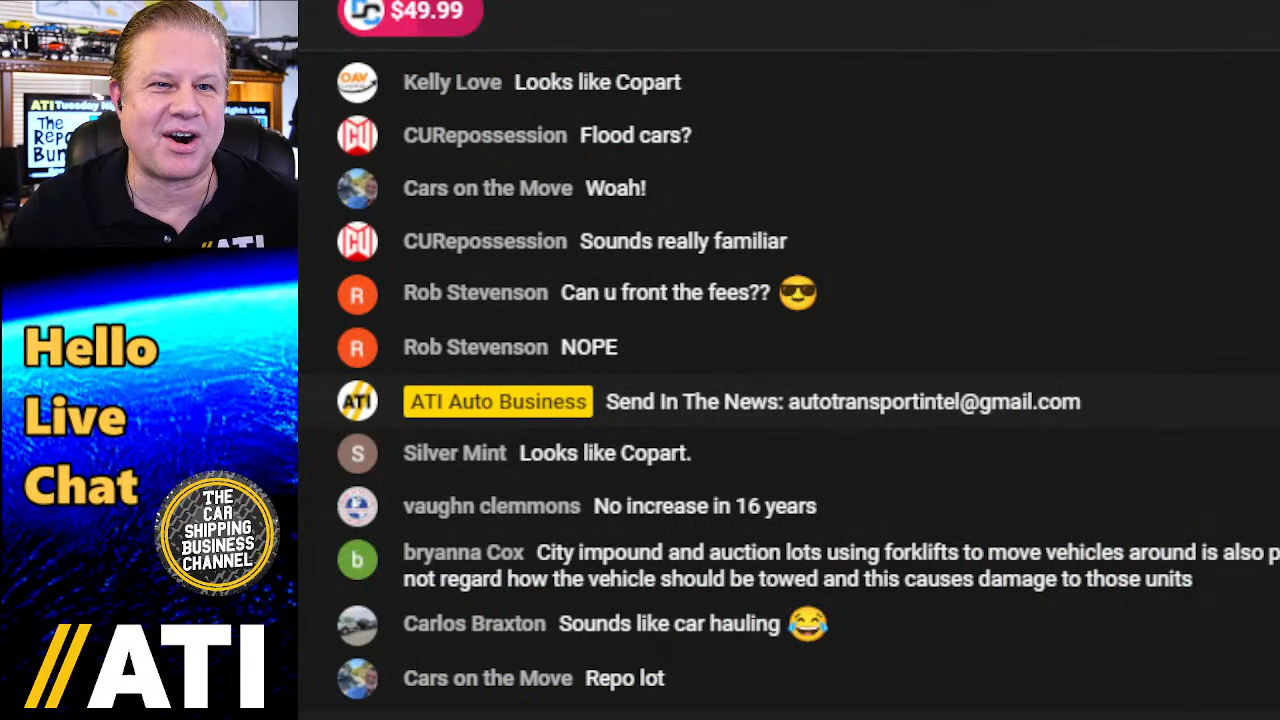 $49.99
Kelly Love Looks like Copart
CURepossession Flood cars?
Cars on the Move Woah!
CURepossession Sounds really familiar
Rob Stevenson Can u front the fees?? 😎
Rob Stevenson NOPE
ATI Auto Business Send In The News: autotransportintel@gmail.com
Silver Mint Looks like Copart.
vaughn clemmons No increase in 16 years
bryanna Cox City impound and auction lots using forklifts to move vehicles around is also
not regard how the vehicle should be towed and this causes damage to those units
Carlos Braxton Sounds like car hauling 😂
Cars on the Move Repo lot
ATI Tuesday
The
ATI
Hello
Live
Chat
THE
CAR
SHIPPING
BUSINESS
CHANNEL
//ATI